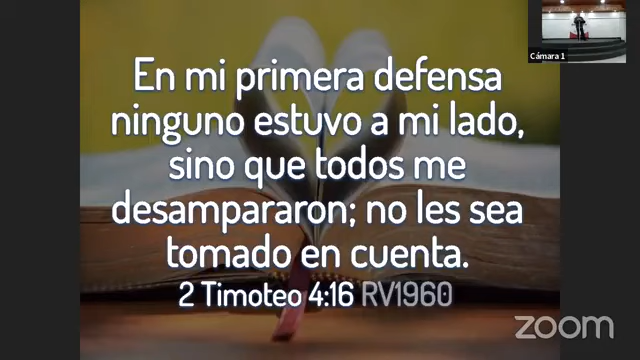 En mi primera defensa
ninguno estuvo a mi lado,
sino que todos me
desampararon; no les sea
tomado en cuenta.
2 Timoteo 4:16 RV1960
Cámara 1
zoom